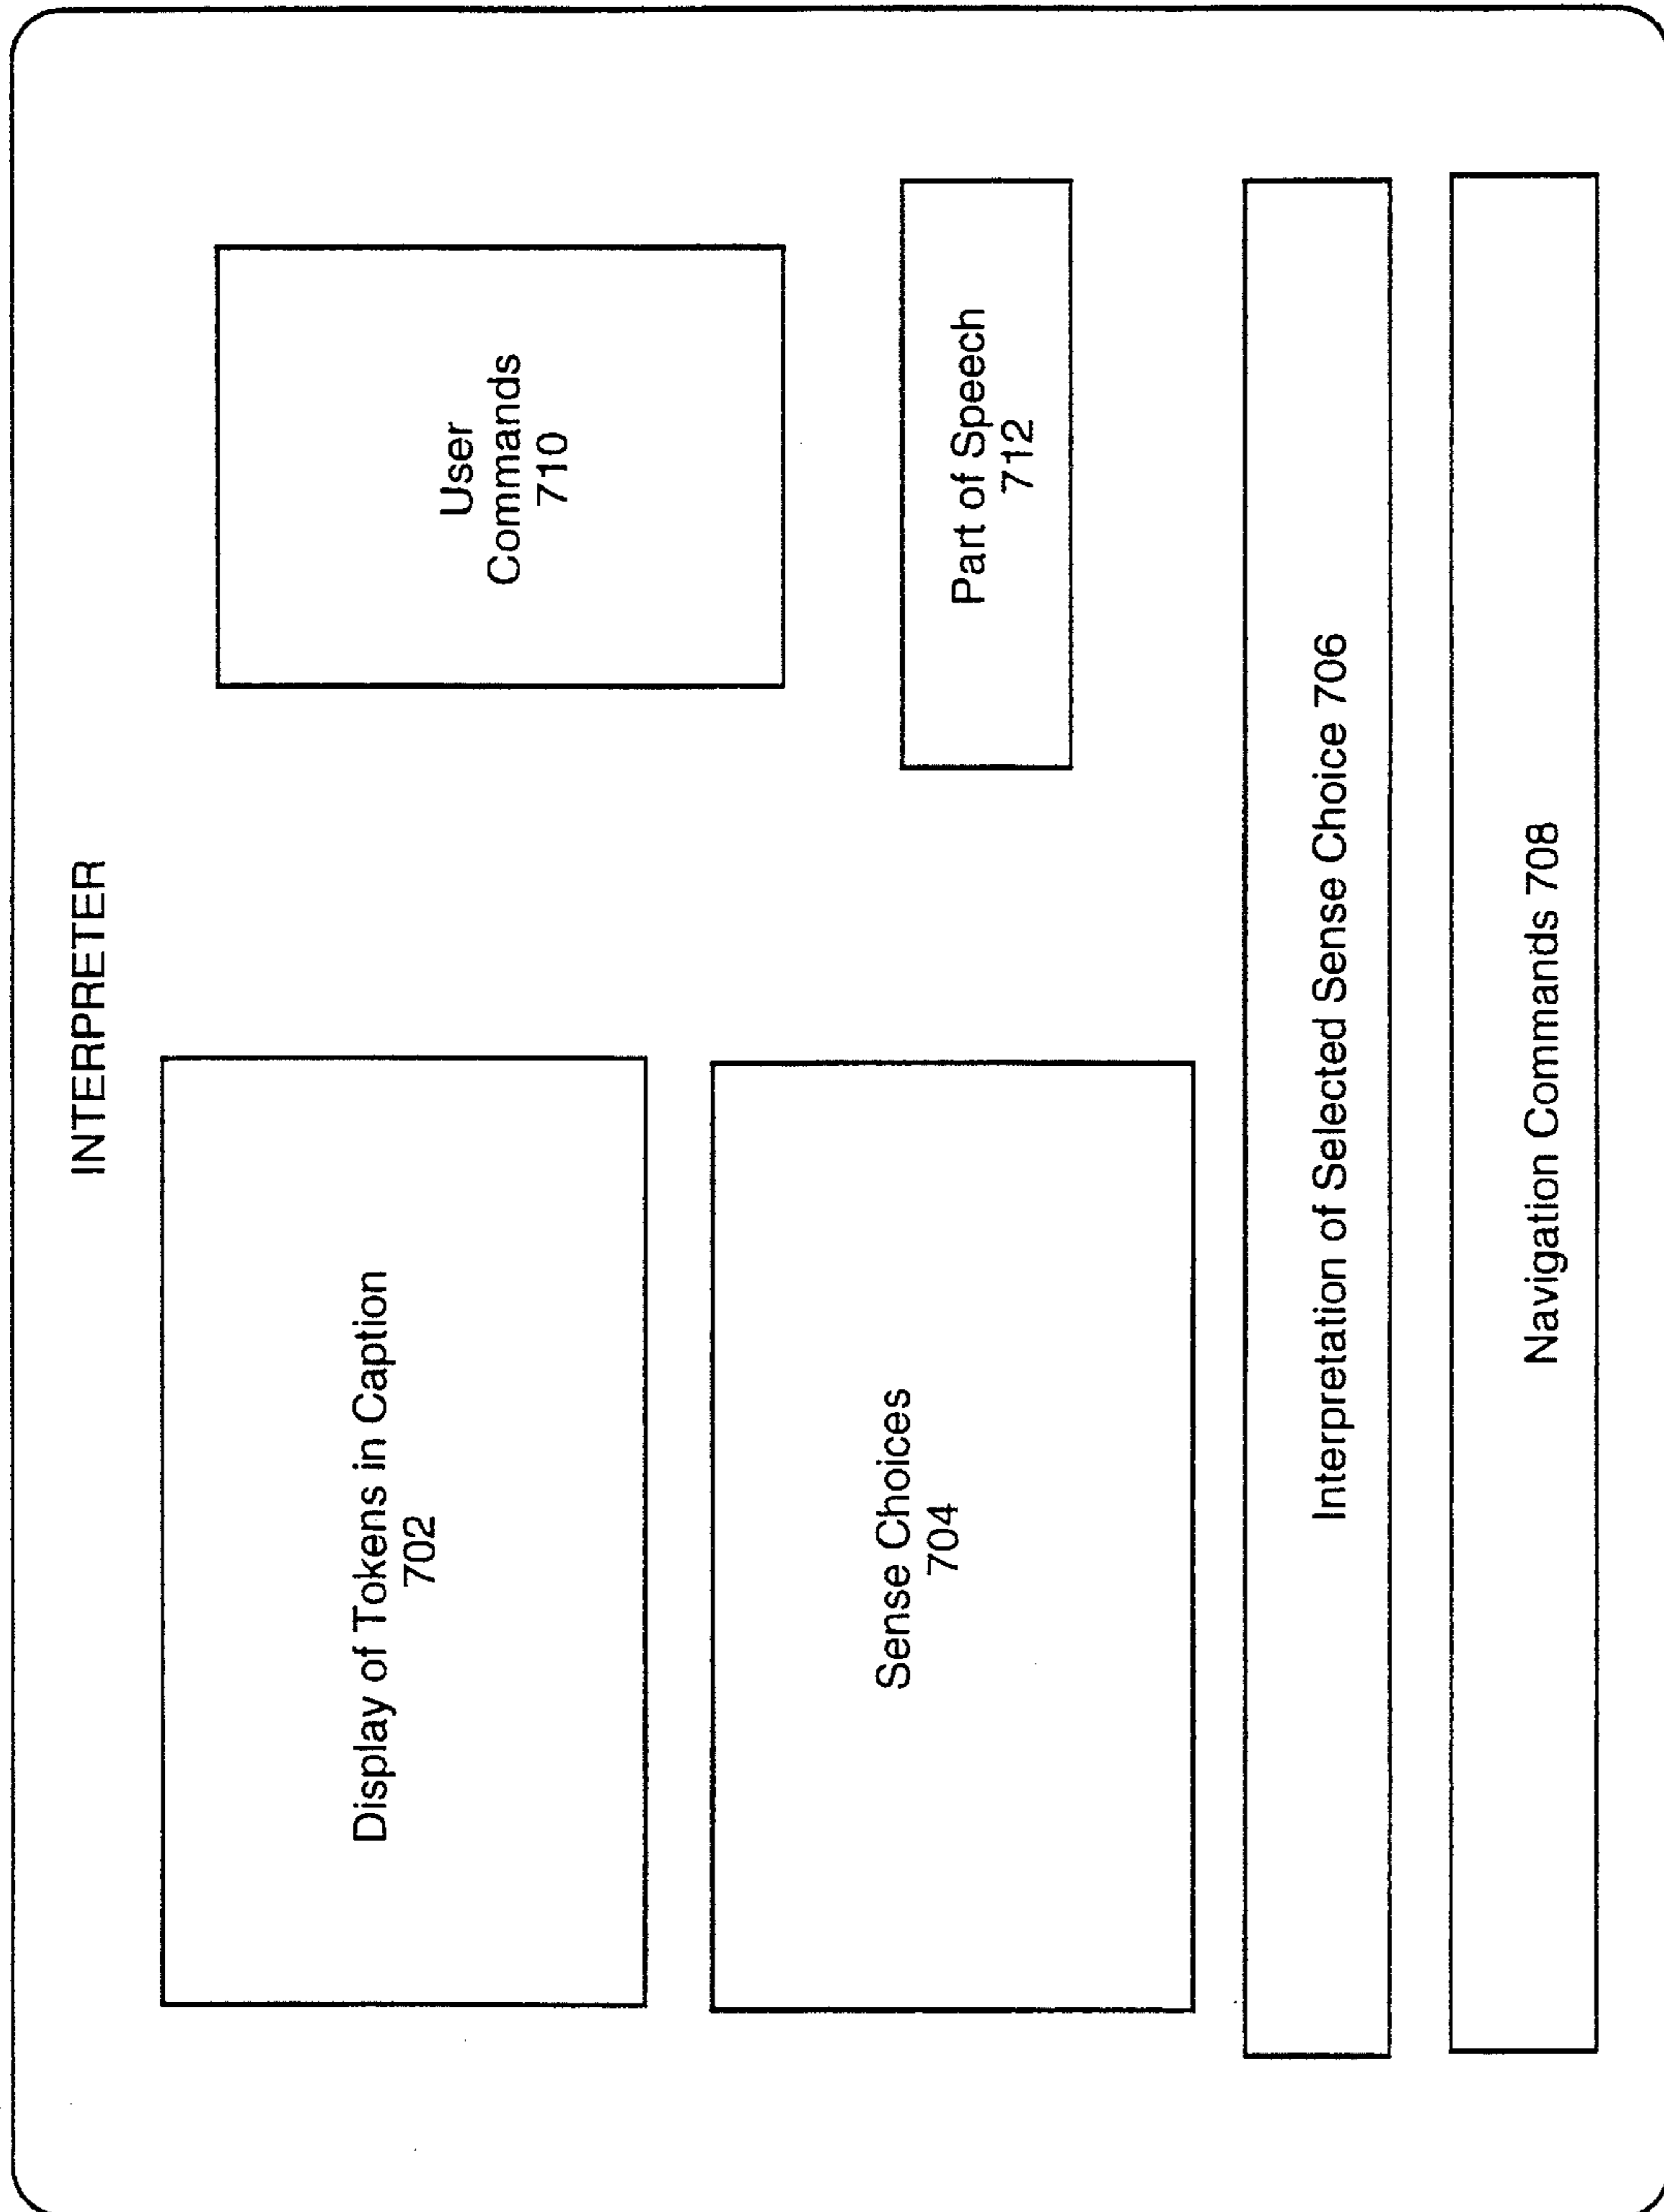 INTERPRETER
Display of Tokens in Caption
702
User
Commands
710
Sense Choices
704
Part of Speech
712
Interpretation of Selected Sense Choice 706
Navigation Commands 708